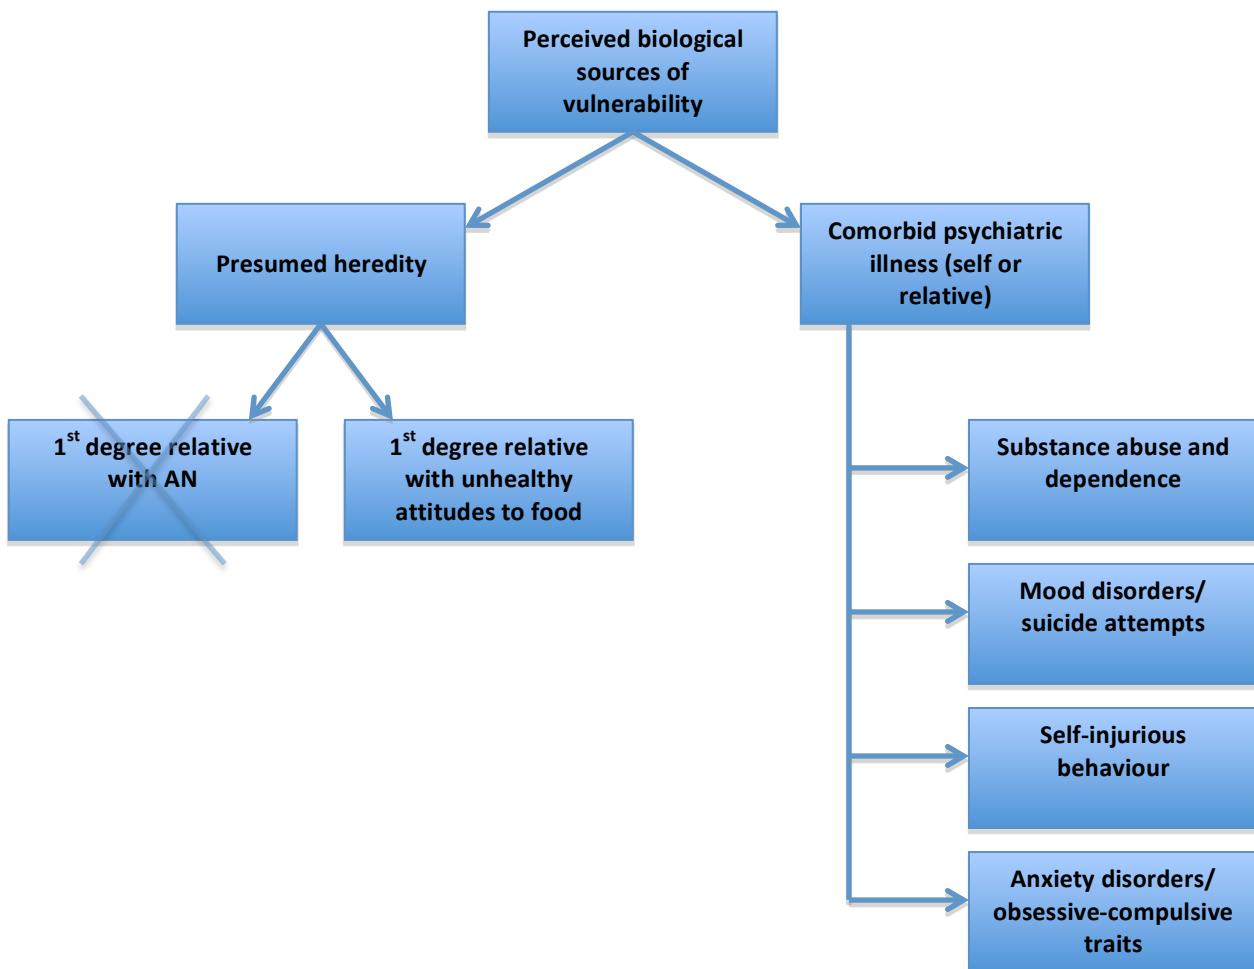 Perceived biological
sources of
vulnerability
Presumed heredity
Comorbid psychiatric
illness (self or
relative)
1st degree relative
with AN
1st degree relative
with unhealthy
attitudes to food
Substance abuse and
dependence
Mood disorders/
suicide attempts
Self-injurious
behaviour
Anxiety disorders/
obsessive-compulsive
traits